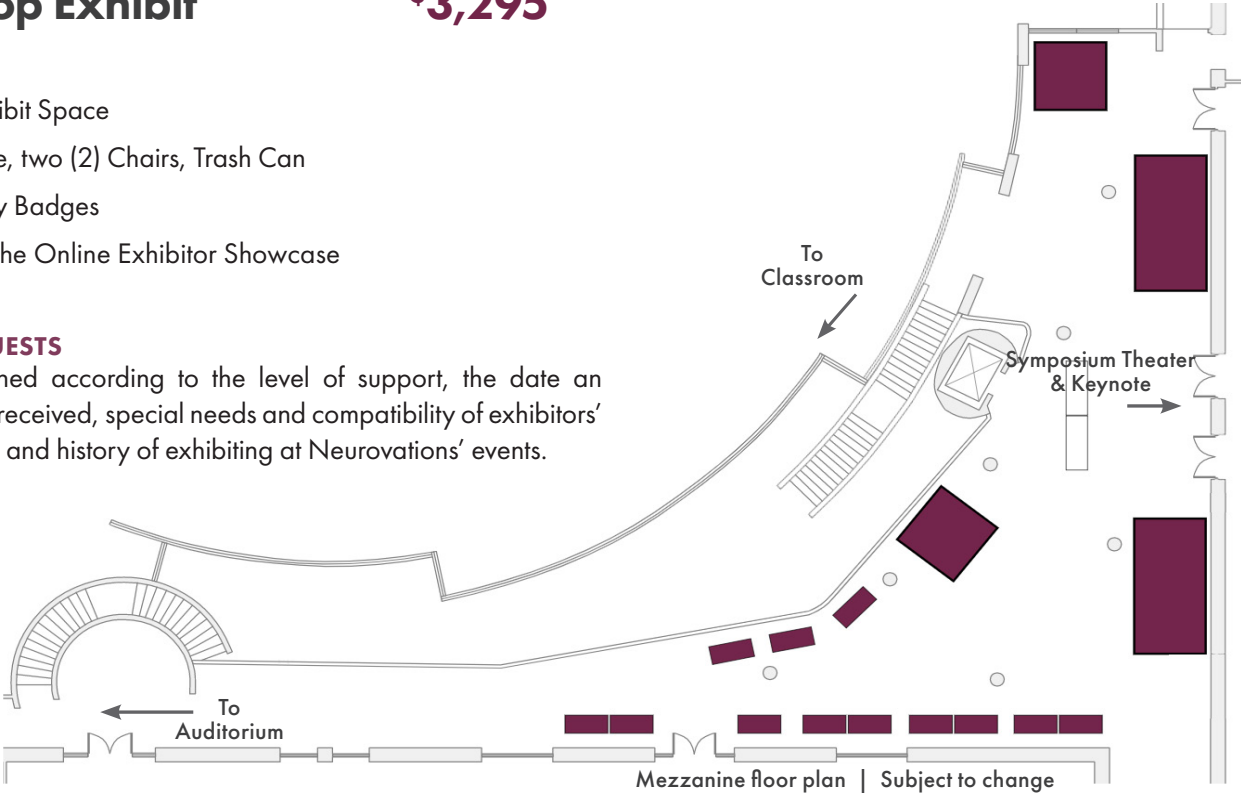 op Exhibit $3,295
ibit Space
e, two (2) Chairs, Trash Can
y Badges
he Online Exhibitor Showcase
UESTS
ned according to the level of support, the date an
received, special needs and compatibility of exhibitors’
and history of exhibiting at Neurovations’ events.
To
Classroom
Symposium Theater
& Keynote
To
Auditorium
Mezzanine floor plan | Subject to change